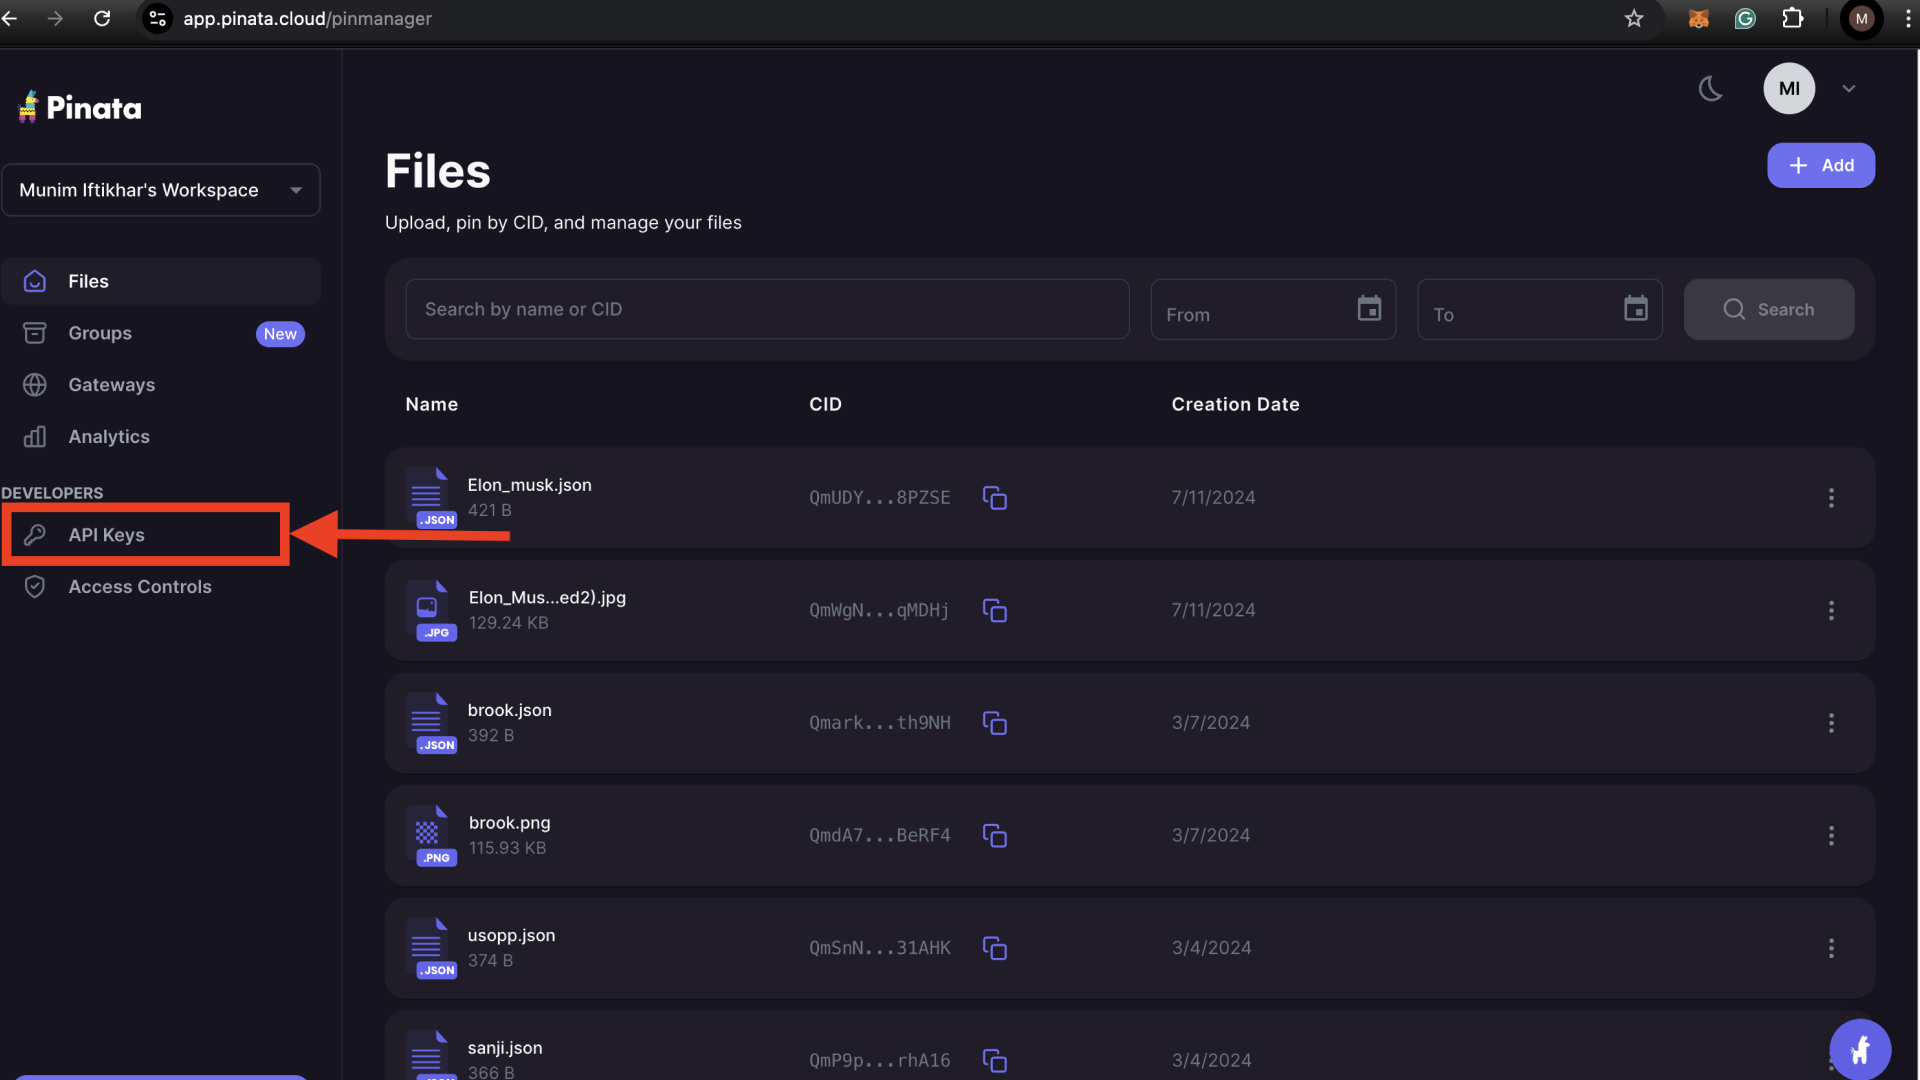 app.pinata.cloud/pinmanager
M
Pinata
MI
Munim Iftikhar's Workspace
Files
Add
Upload, pin by CID, and manage your files
Files
Groups
New
Gateways
Analytics
DEVELOPERS
API Keys
Access Controls
Search by name or CID
From
To
Search
Name CID Creation Date
Elon_musk.json
421 B
.JSON
QmUDY...8PZSE
7/11/2024
Elon_Mus...ed2).jpg
129.24 KB
.JPG
QmWgN...qMDHj
7/11/2024
brook.json
392 B
.JSON
Qmark...th9NH
3/7/2024
brook.png
115.93 KB
.PNG
QmdA7...BeRF4
3/7/2024
usopp.json
374 B
.JSON
QmSnN...31AHK
3/4/2024
sanji.json
366 B
.JSON
QmP9p...rhA16
3/4/2024